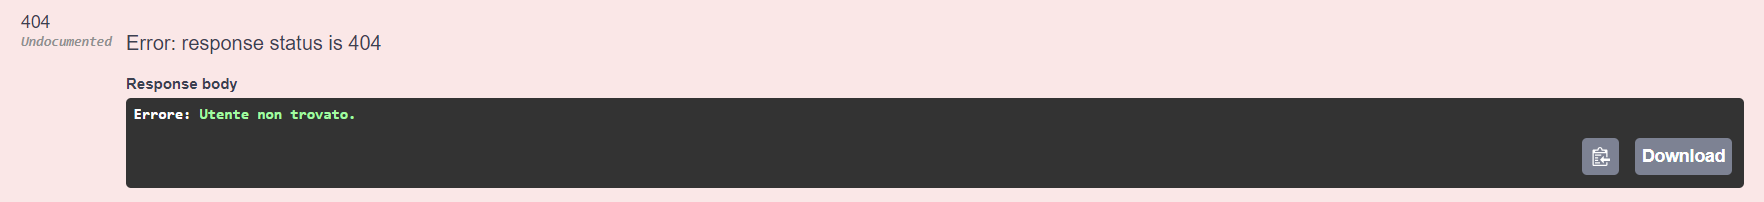 404
Undocumented
Error: response status is 404
Response body
Errore: Utente non trovato.
Download